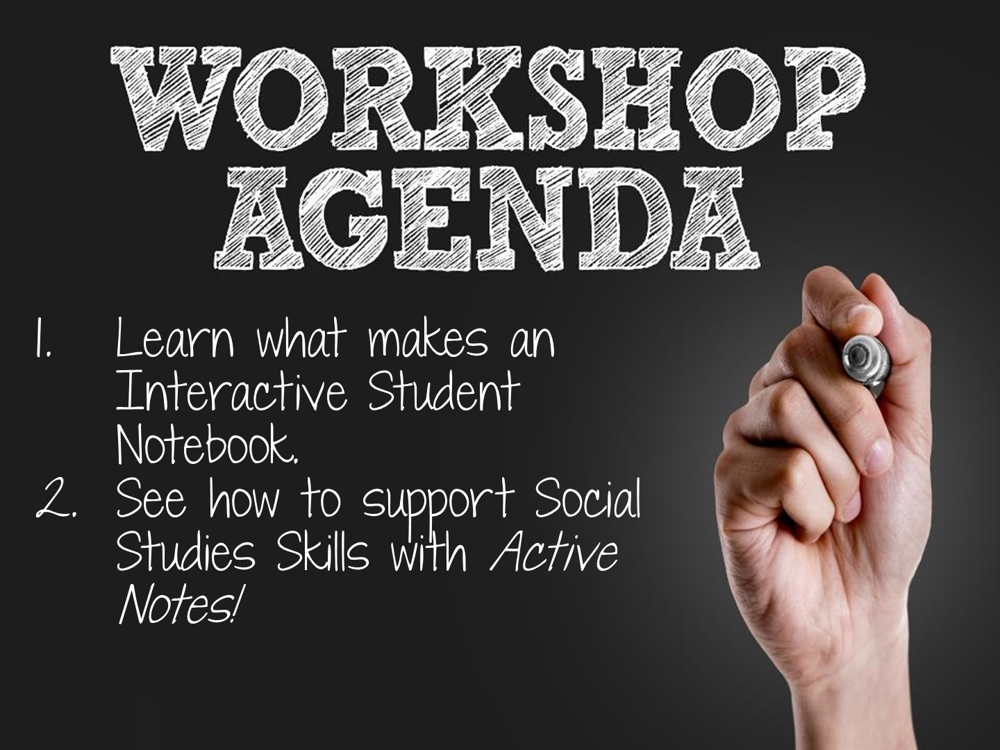 WORKSHOP
AGENDA
1. Learn what makes an
Interactive Student
Notebook.
2. See how to support Social
Studies Skills with Active
Notes!